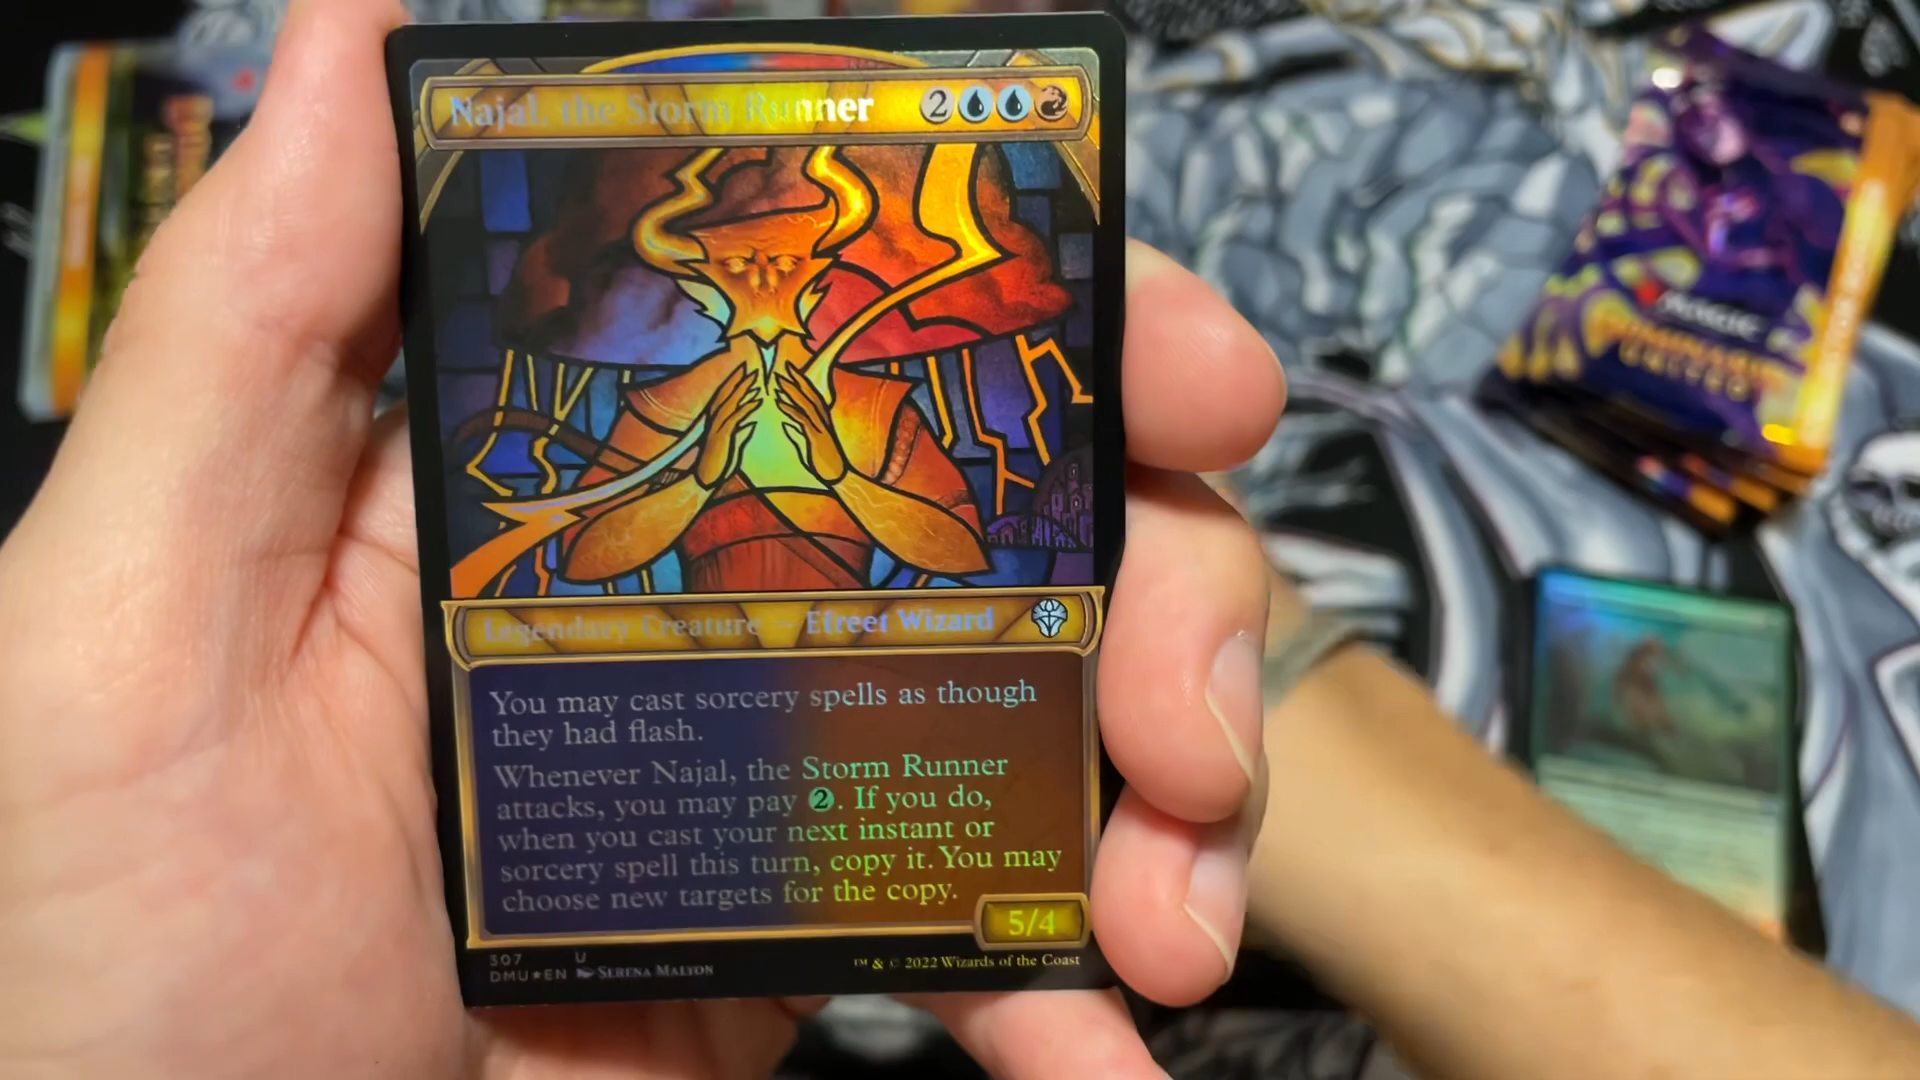 Najal, the Storm Runner 2
Legendary Creature — Efreet Wizard
You may cast sorcery spells as though
they had flash.
Whenever Najal, the Storm Runner
attacks, you may pay 2. If you do,
when you cast your next instant or
sorcery spell this turn, copy it. You may
choose new targets for the copy.
5/4
307 U
DMU★EN Serena Malyon
™ & © 2022 Wizards of the Coast
MAGIC
DOMINARIA
UNITED